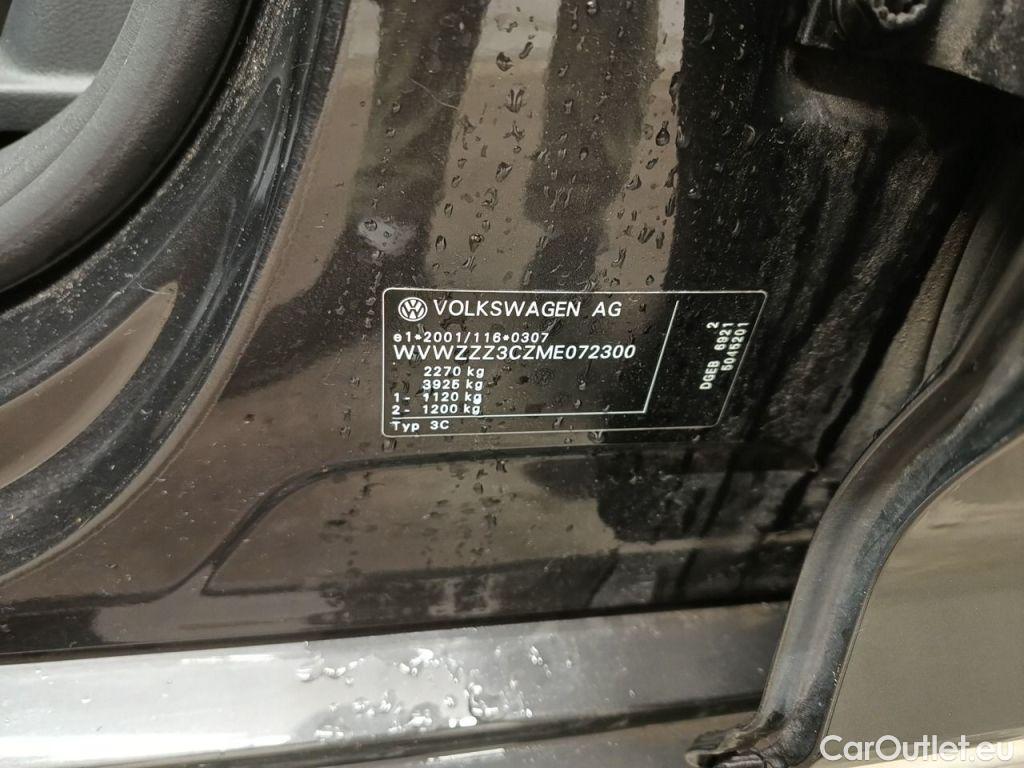 VOLKSWAGEN AG
e1*2001/116*0307
WVWZZZ3CZME072300
2270 kg
3925 kg
1- 1120 kg
2- 1200 kg
Typ 3C
2
DGEB 6921
5045201
CarOutlet.eu